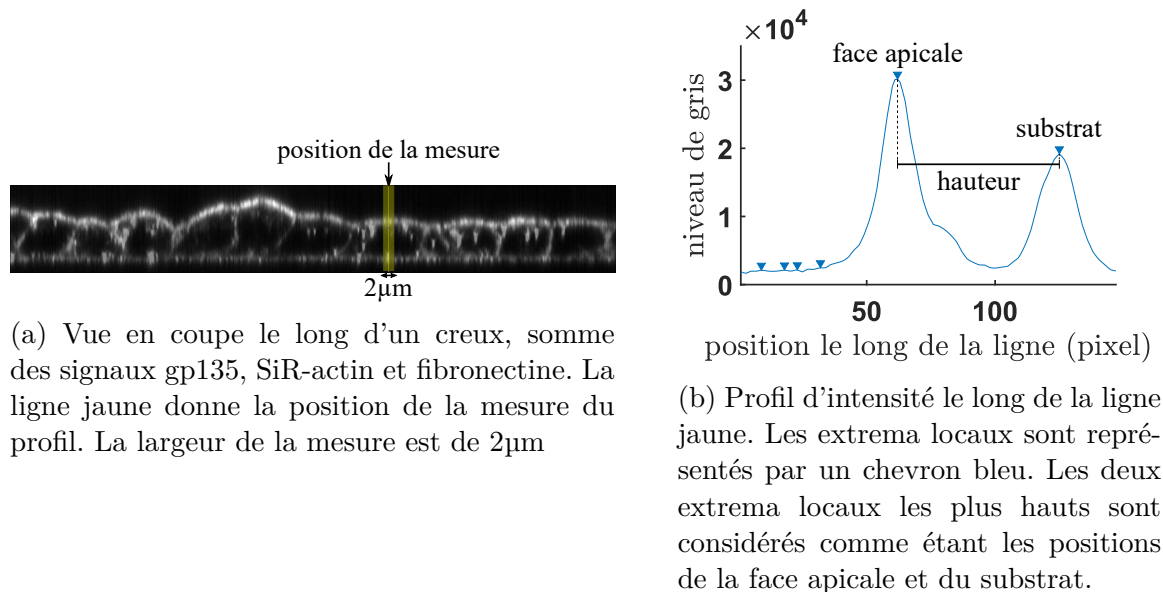 position de la mesure
2µm
(a) Vue en coupe le long d'un creux, somme
des signaux gp135, SiR-actin et fibronectine. La
ligne jaune donne la position de la mesure du
profil. La largeur de la mesure est de 2µm
×10⁴
face apicale
substrat
hauteur
niveau de gris
3
2
1
0
50
100
position le long de la ligne (pixel)
(b) Profil d'intensité le long de la ligne
jaune. Les extrema locaux sont repré-
sentés par un chevron bleu. Les deux
extrema locaux les plus hauts sont
considérés comme étant les positions
de la face apicale et du substrat.